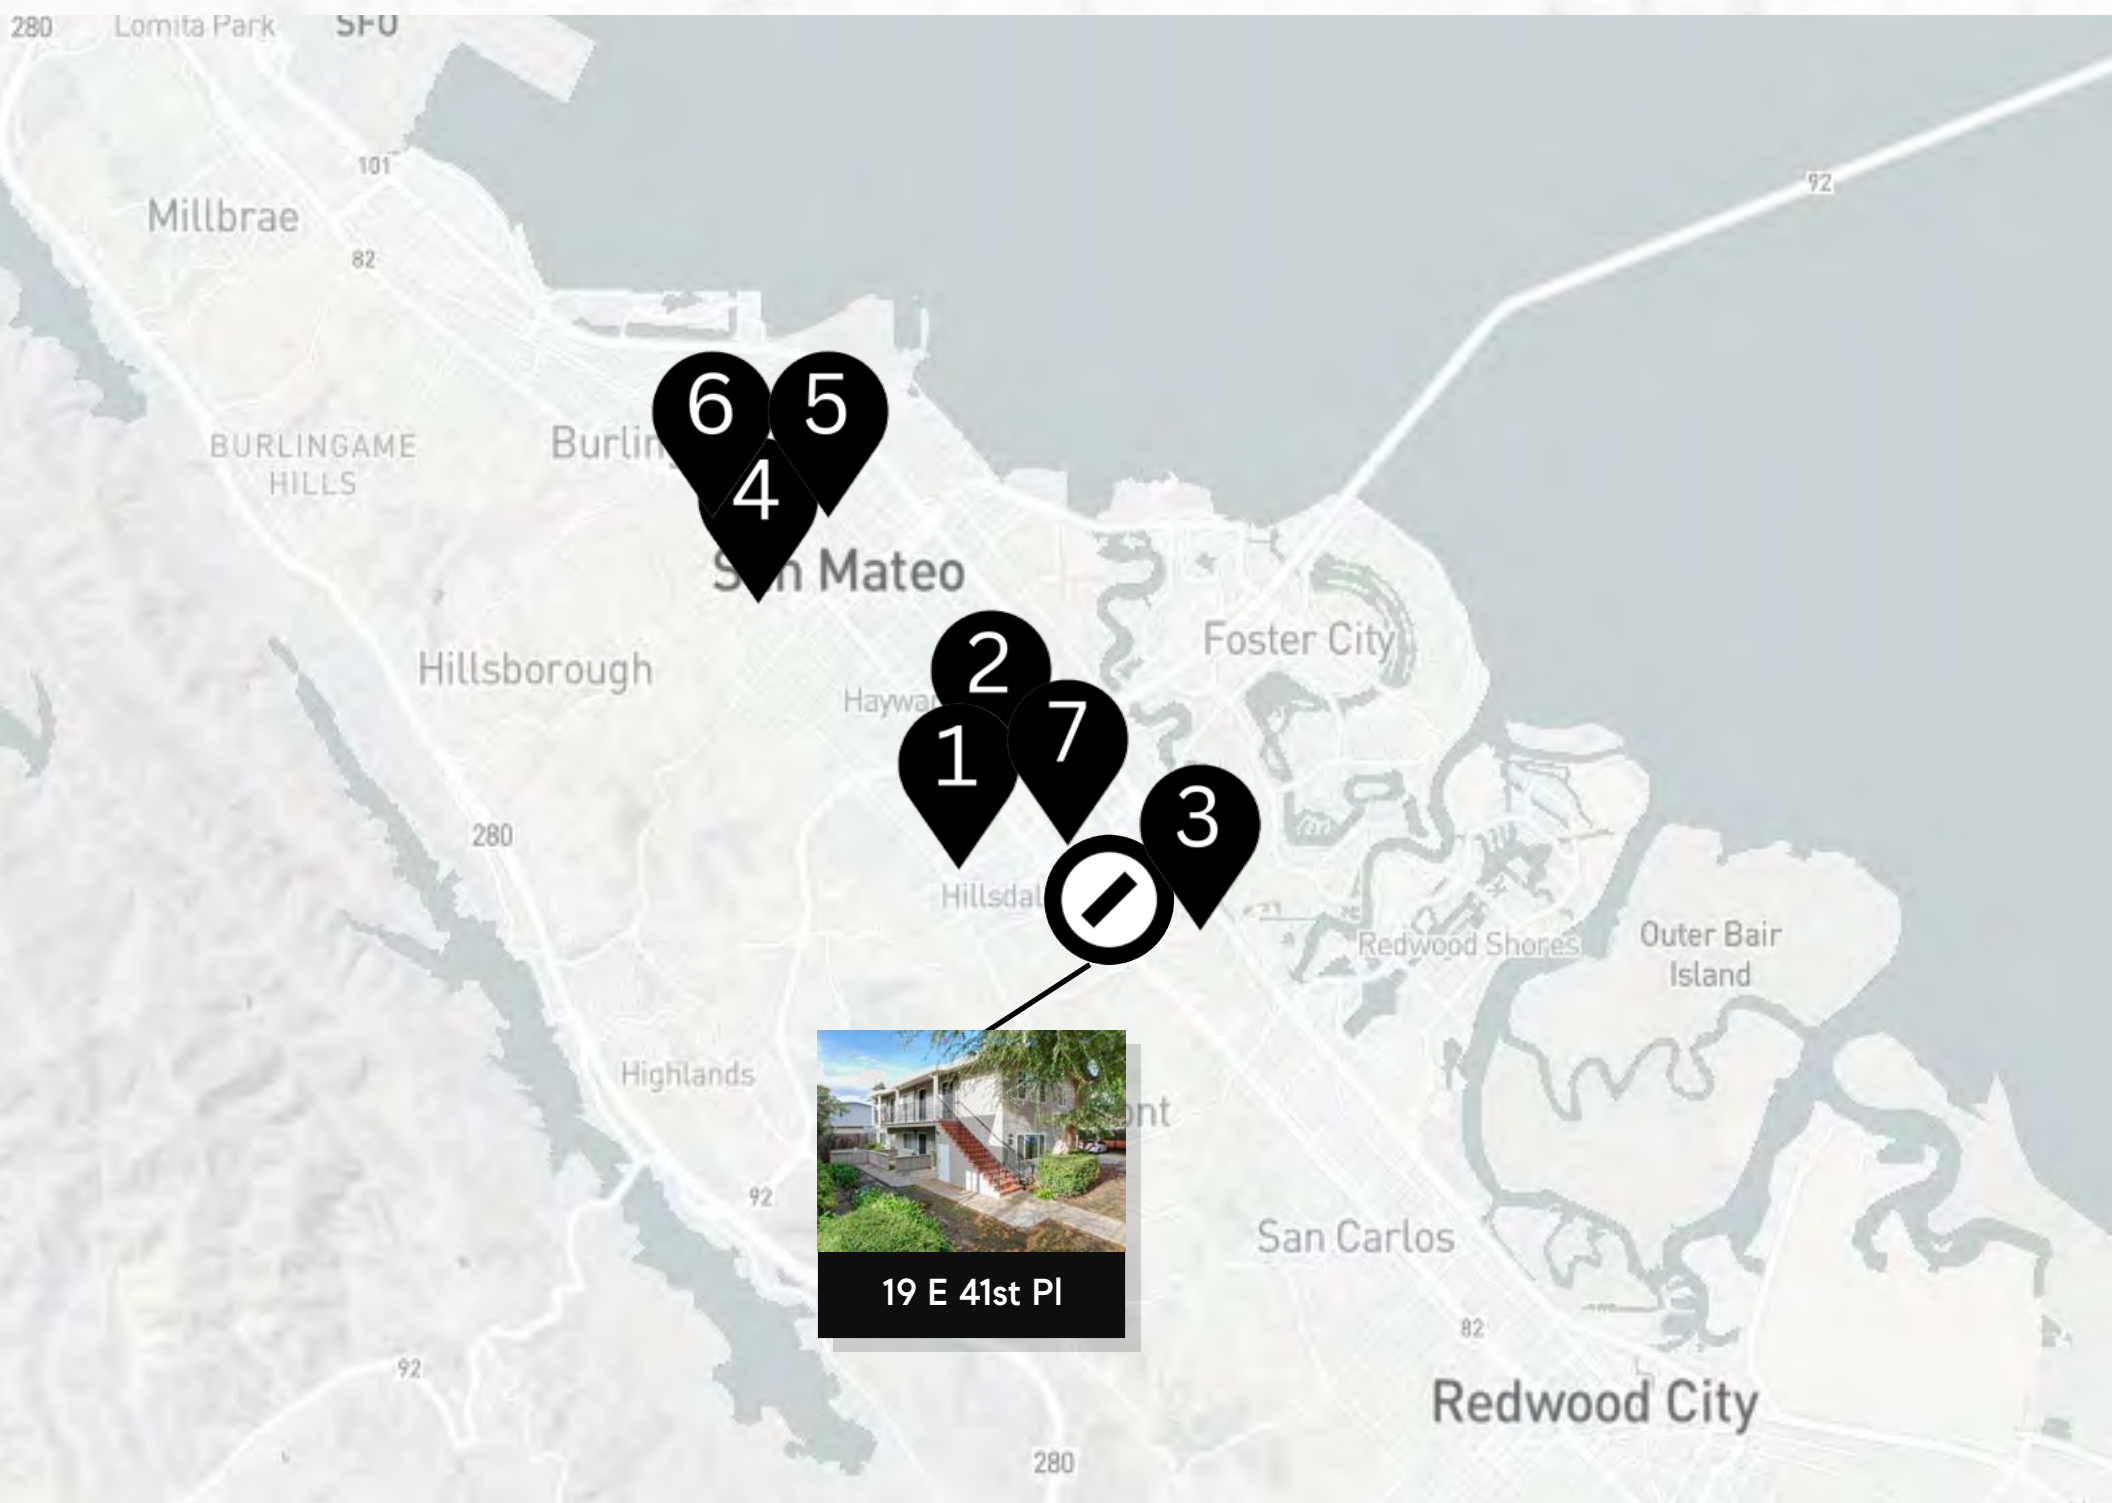 280
Lomita Park
SFO
101
92
Millbrae
82
6
5
BURLINGAME
HILLS
4
San Mateo
2
Foster City
Hillsborough
7
1
3
280
Redwood Shores
Outer Bair
Island
Highlands
92
San Carlos
19 E 41st Pl
82
92
Redwood City
280